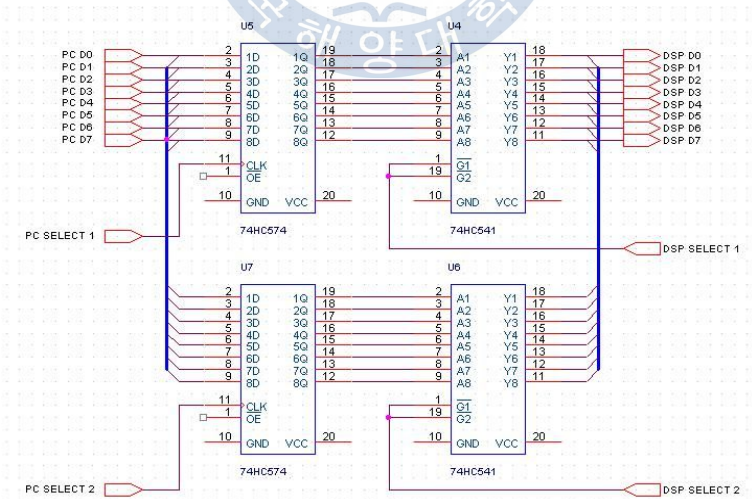 해양대
U5
U4
PC D0
PC D1
PC D2
PC D3
PC D4
PC D5
PC D6
PC D7
2 1D 1Q 19
3 2D 2Q 18
4 3D 3Q 17
5 4D 4Q 16
6 5D 5Q 15
7 6D 6Q 14
8 7D 7Q 13
9 8D 8Q 12
11 CLK
1 OE
10 GND VCC 20
74HC574
2 A1 Y1 18
3 A2 Y2 17
4 A3 Y3 16
5 A4 Y4 15
6 A5 Y5 14
7 A6 Y6 13
8 A7 Y7 12
9 A8 Y8 11
1 G1
19 G2
10 GND VCC 20
74HC541
DSP D0
DSP D1
DSP D2
DSP D3
DSP D4
DSP D5
DSP D6
DSP D7
PC SELECT 1
DSP SELECT 1
U7
U6
2 1D 1Q 19
3 2D 2Q 18
4 3D 3Q 17
5 4D 4Q 16
6 5D 5Q 15
7 6D 6Q 14
8 7D 7Q 13
9 8D 8Q 12
11 CLK
1 OE
10 GND VCC 20
74HC574
2 A1 Y1 18
3 A2 Y2 17
4 A3 Y3 16
5 A4 Y4 15
6 A5 Y5 14
7 A6 Y6 13
8 A7 Y7 12
9 A8 Y8 11
1 G1
19 G2
10 GND VCC 20
74HC541
PC SELECT 2
DSP SELECT 2